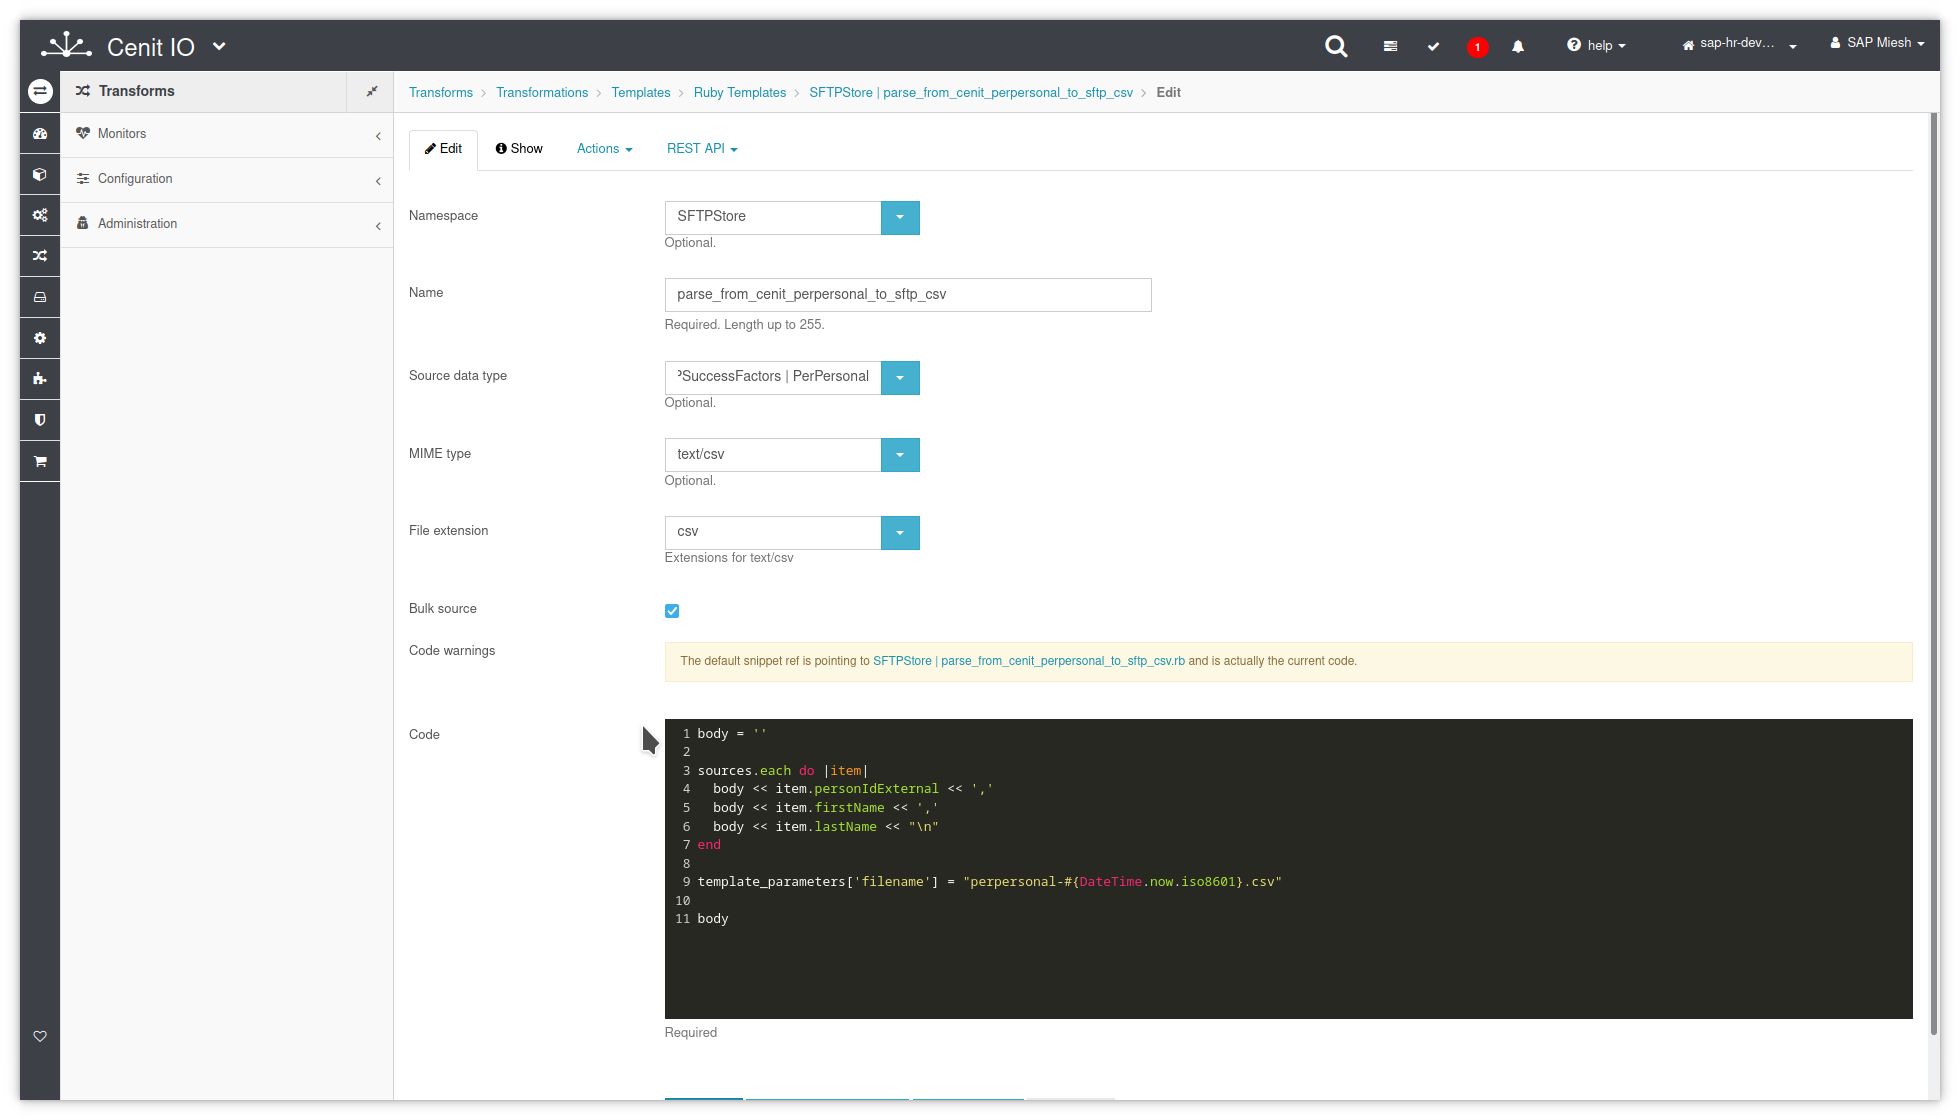 Cenit IO
1
help
sap-hr-dev...
SAP Miesh
Transforms
Monitors
Configuration
Administration
Transforms > Transformations > Templates > Ruby Templates > SFTPStore | parse_from_cenit_perpersonal_to_sftp_csv > Edit
Edit
Show
Actions
REST API
Namespace
SFTPStore
Optional.
Name
parse_from_cenit_perpersonal_to_sftp_csv
Required. Length up to 255.
Source data type
PSuccessFactors | PerPersonal
Optional.
MIME type
text/csv
Optional.
File extension
csv
Extensions for text/csv
Bulk source
Code warnings
The default snippet ref is pointing to SFTPStore | parse_from_cenit_perpersonal_to_sftp_csv.rb and is actually the current code.
Code
1 body = ''
2
3 sources.each do |item|
4   body << item.personIdExternal << ','
5   body << item.firstName << ','
6   body << item.lastName << "\n"
7 end
8
9 template_parameters['filename'] = "perpersonal-#{DateTime.now.iso8601}.csv"
10
11 body
Required